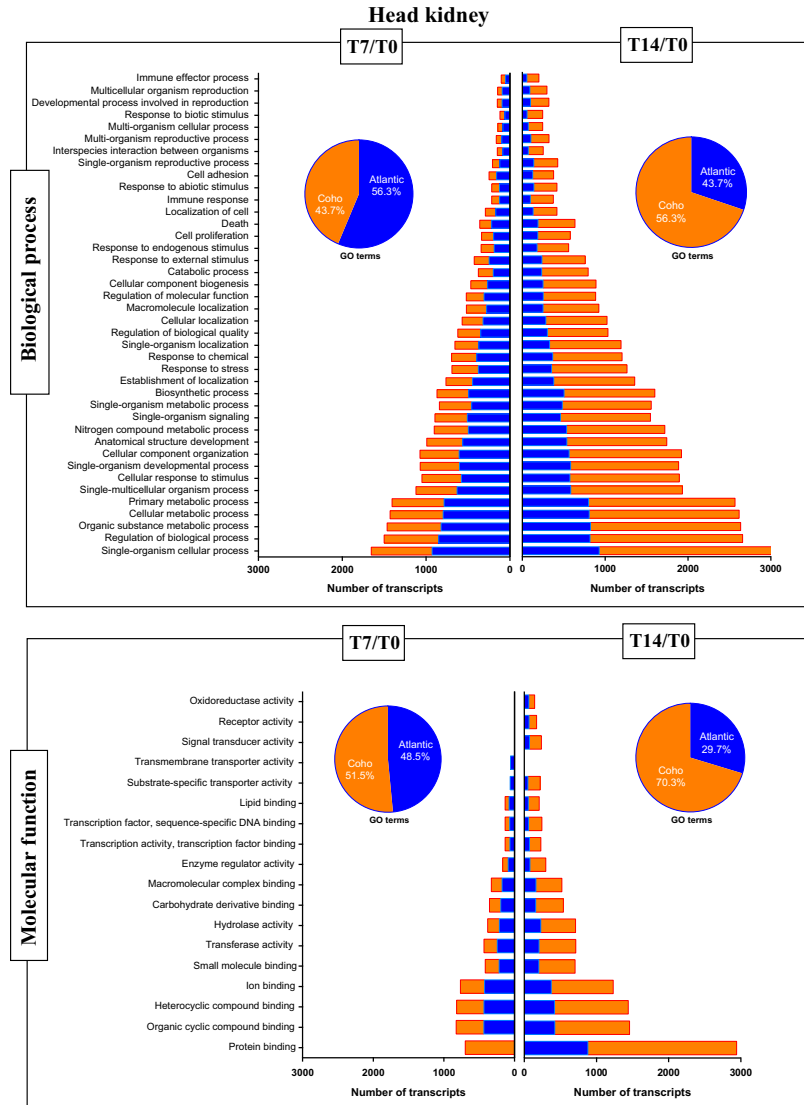 Head kidney
T7/T0
T14/T0
Biological process
Immune effector process
Multicellular organism reproduction
Developmental process involved in reproduction
Response to biotic stimulus
Multi-organism cellular process
Multi-organism reproductive process
Interspecies interaction between organisms
Single-organism reproductive process
Cell adhesion
Response to abiotic stimulus
Immune response
Localization of cell
Death
Cell proliferation
Response to endogenous stimulus
Response to external stimulus
Catabolic process
Cellular component biogenesis
Regulation of molecular function
Macromolecule localization
Cellular localization
Regulation of biological quality
Single-organism localization
Response to chemical
Response to stress
Establishment of localization
Biosynthetic process
Single-organism metabolic process
Single-organism signaling
Nitrogen compound metabolic process
Anatomical structure development
Cellular component organization
Single-organism developmental process
Cellular response to stimulus
Single-multicellular organism process
Primary metabolic process
Cellular metabolic process
Organic substance metabolic process
Regulation of biological process
Single-organism cellular process
Coho
43.7%
Atlantic
56.3%
GO terms
Atlantic
43.7%
Coho
56.3%
GO terms
3000 2000 1000 0
0 1000 2000 3000
Number of transcripts
Number of transcripts
T7/T0
T14/T0
Molecular function
Oxidoreductase activity
Receptor activity
Signal transducer activity
Transmembrane transporter activity
Substrate-specific transporter activity
Lipid binding
Transcription factor, sequence-specific DNA binding
Transcription activity, transcription factor binding
Enzyme regulator activity
Macromolecular complex binding
Carbohydrate derivative binding
Hydrolase activity
Transferase activity
Small molecule binding
Ion binding
Heterocyclic compound binding
Organic cyclic compound binding
Protein binding
Coho
51.5%
Atlantic
48.5%
GO terms
Atlantic
29.7%
Coho
70.3%
GO terms
3000 2000 1000 0
0 1000 2000 3000
Number of transcripts
Number of transcripts